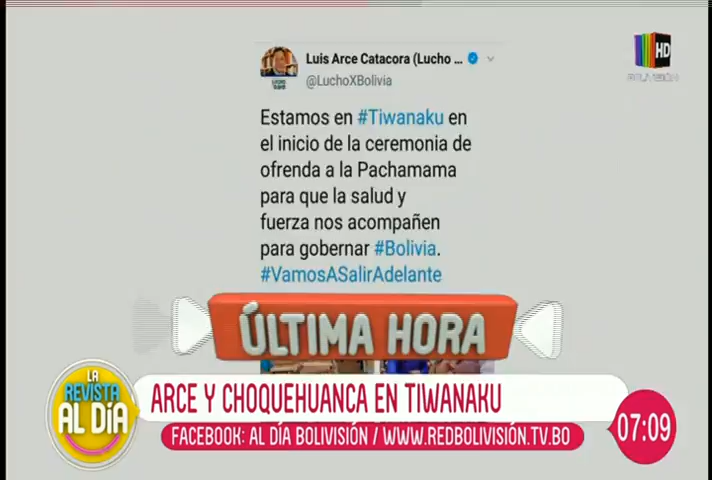 Luis Arce Catacora (Lucho ...
@LuchoXBolivia
HD
Estamos en #Tiwanaku en
el inicio de la ceremonia de
ofrenda a la Pachamama
para que la salud y
fuerza nos acompañen
para gobernar #Bolivia.
#VamosASalirAdelante
ÚLTIMA HORA
LA
REVISTA
AL DÍA
ARCE Y CHOQUEHUANCA EN TIWANAKU
FACEBOOK: AL DÍA BOLIVISIÓN / WWW.REDBOLIVISIÓN.TV.BO
07:09